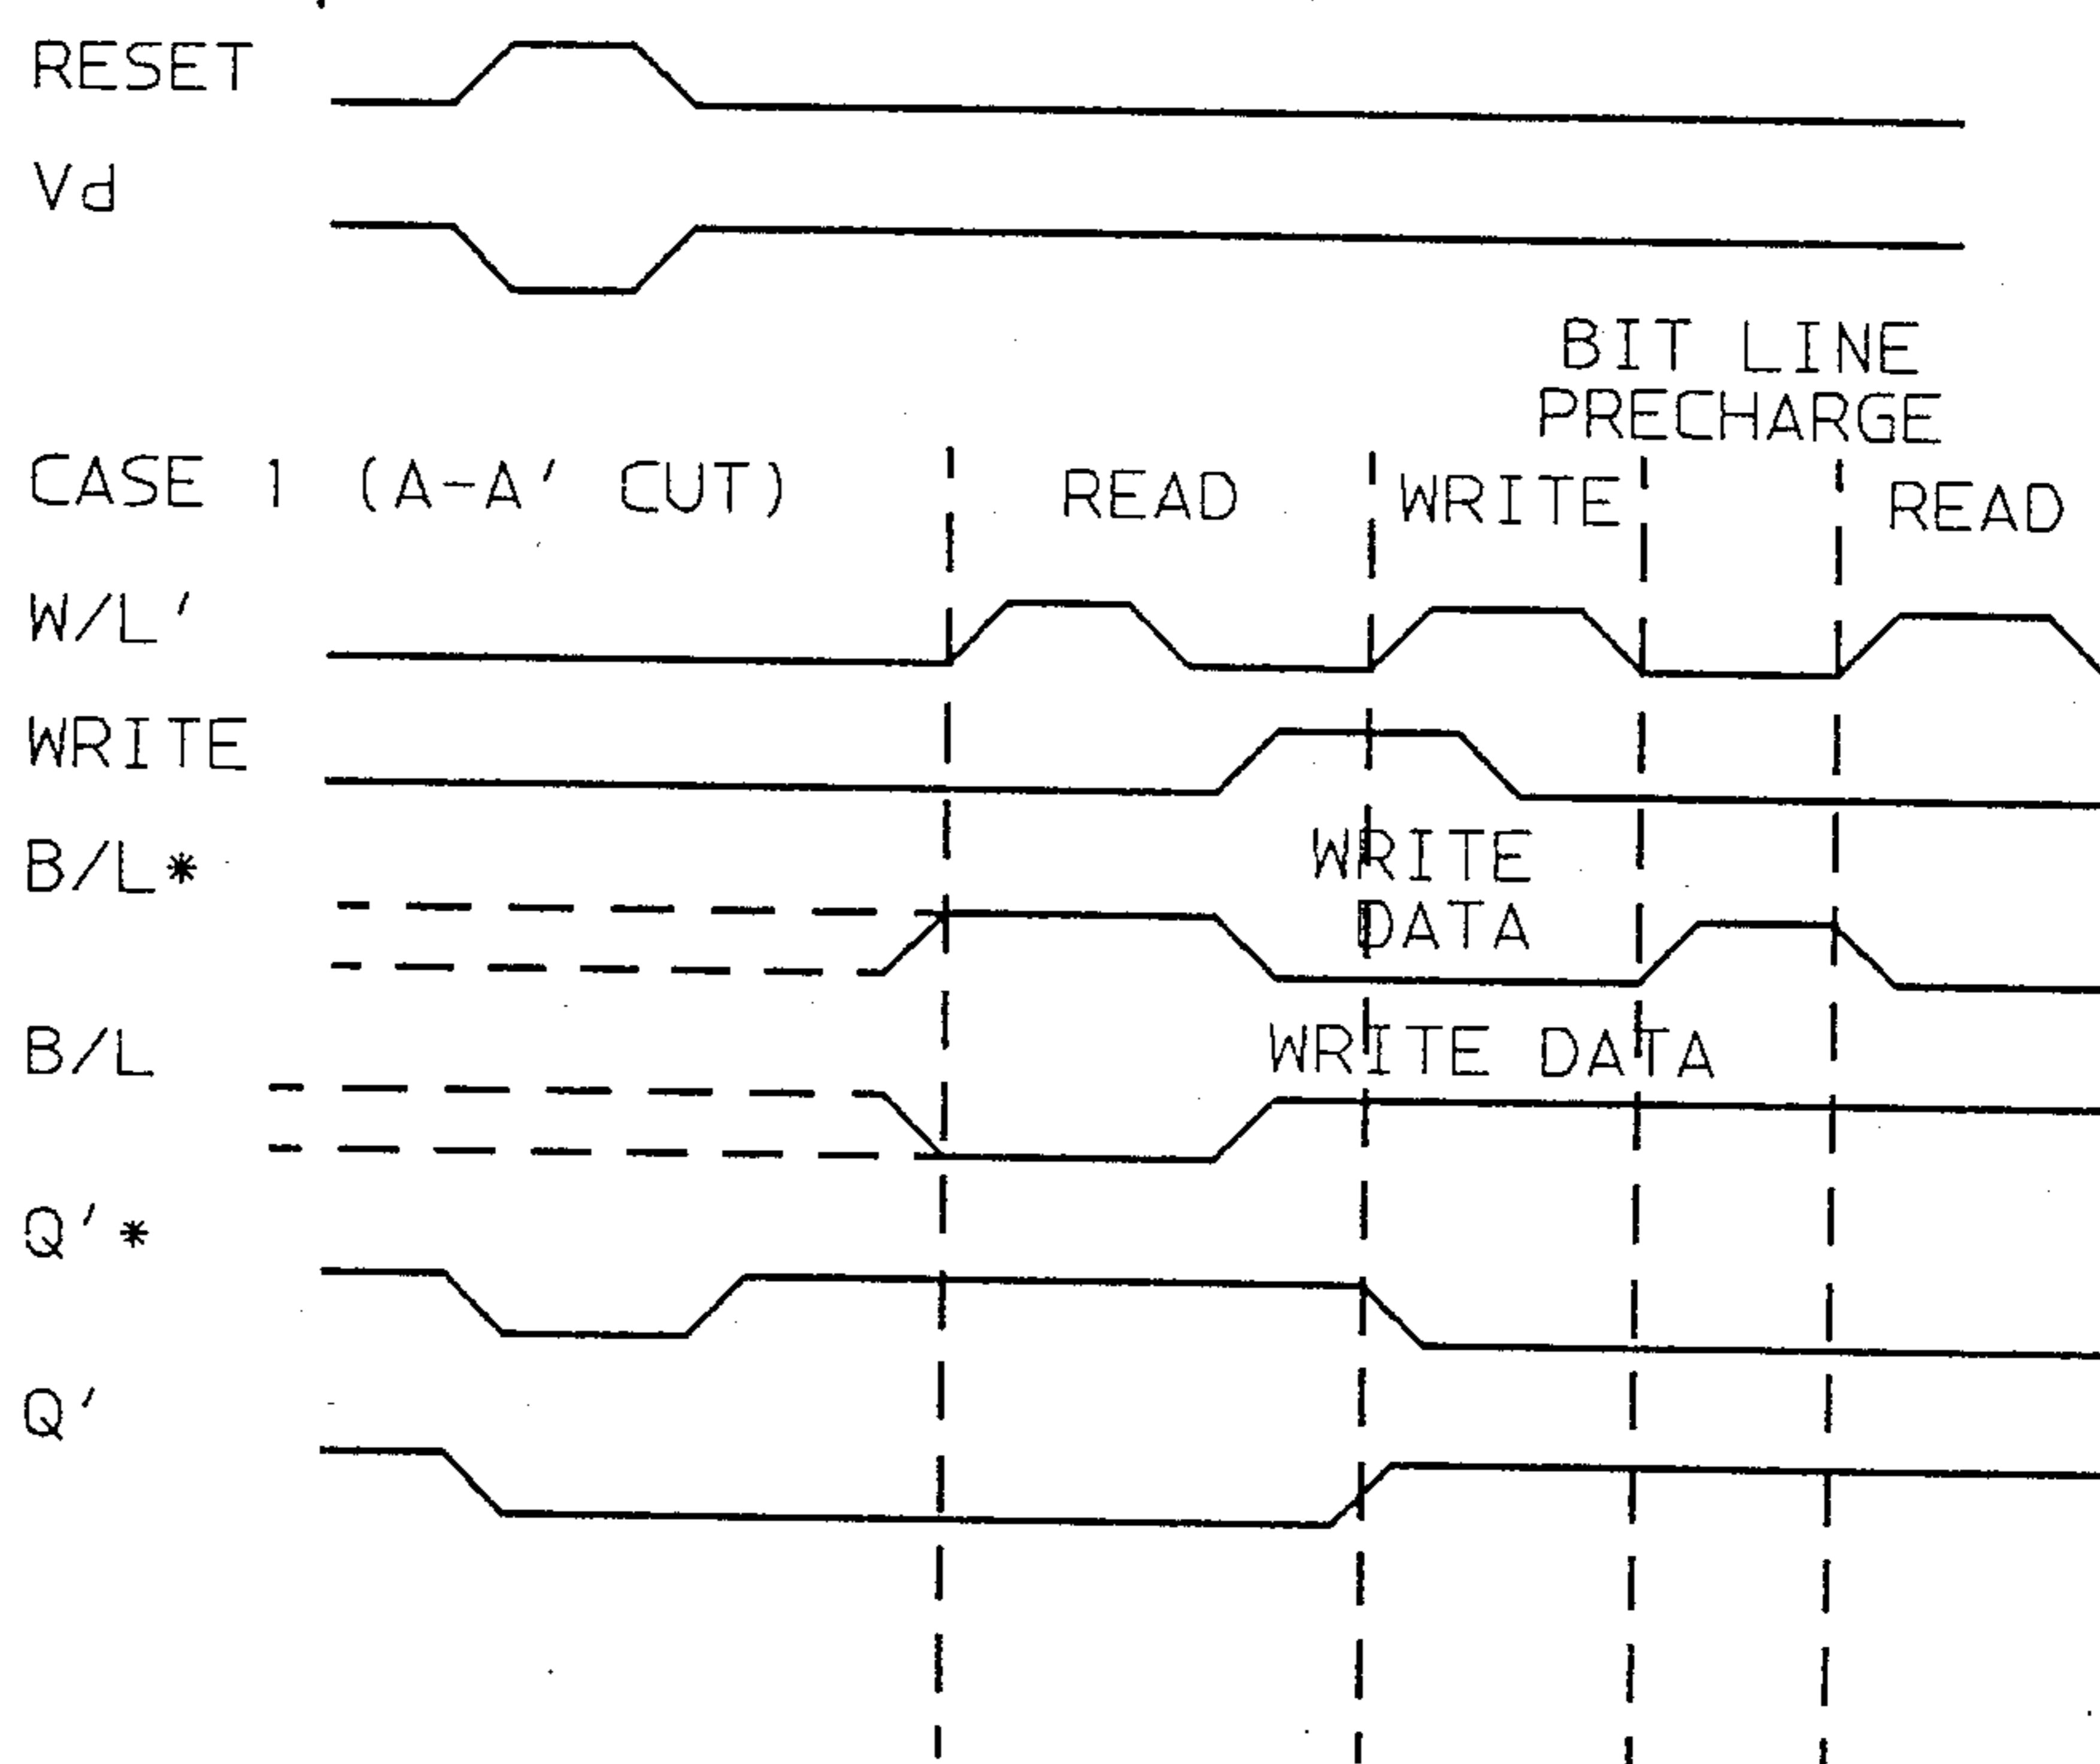 RESET
Vd
BIT LINE
PRECHARGE
CASE 1 (A-A' CUT)
READ
WRITE
READ
W/L'
WRITE
B/L*
WRITE
DATA
B/L
WRITE DATA
Q'*
Q'